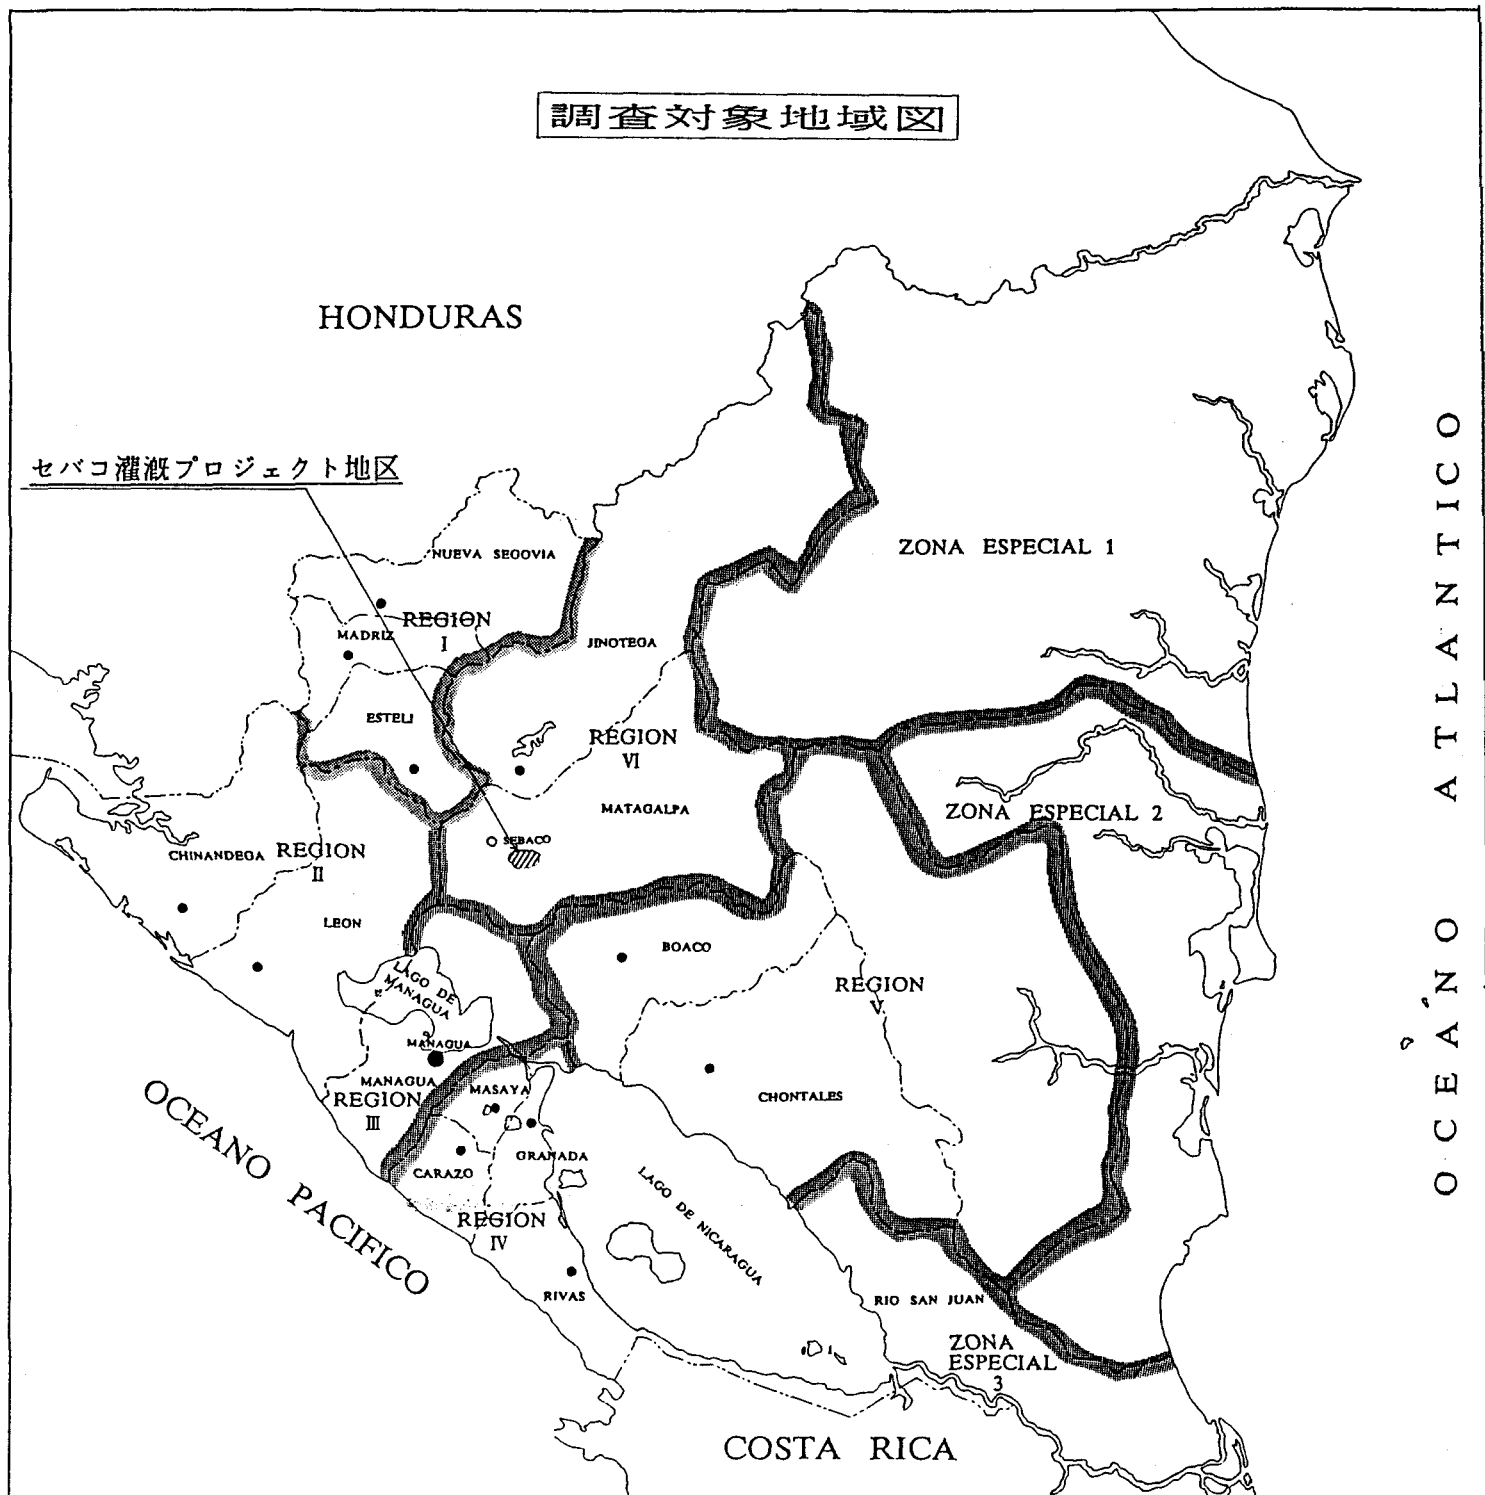 調査対象地域図
HONDURAS
セバコ灌漑プロジェクト地区
NUEVA SEGOVIA
ZONA ESPECIAL 1
REGION
I
MADRIZ
JINOTEGA
ESTELI
REGION
VI
MATAGALPA
ZONA ESPECIAL 2
SEBACO
CHINANDEGA
REGION
II
LEON
BOACO
LAGO DE
MANAGUA
REGION
V
MANAGUA
MANAGUA
REGION
III
MASAYA
CHONTALES
GRANADA
CARAZO
LAGO DE NICARAGUA
REGION
IV
RIVAS
RIO SAN JUAN
ZONA
ESPECIAL
3
OCEANO PACIFICO
OCEANO ATLANTICO
COSTA RICA